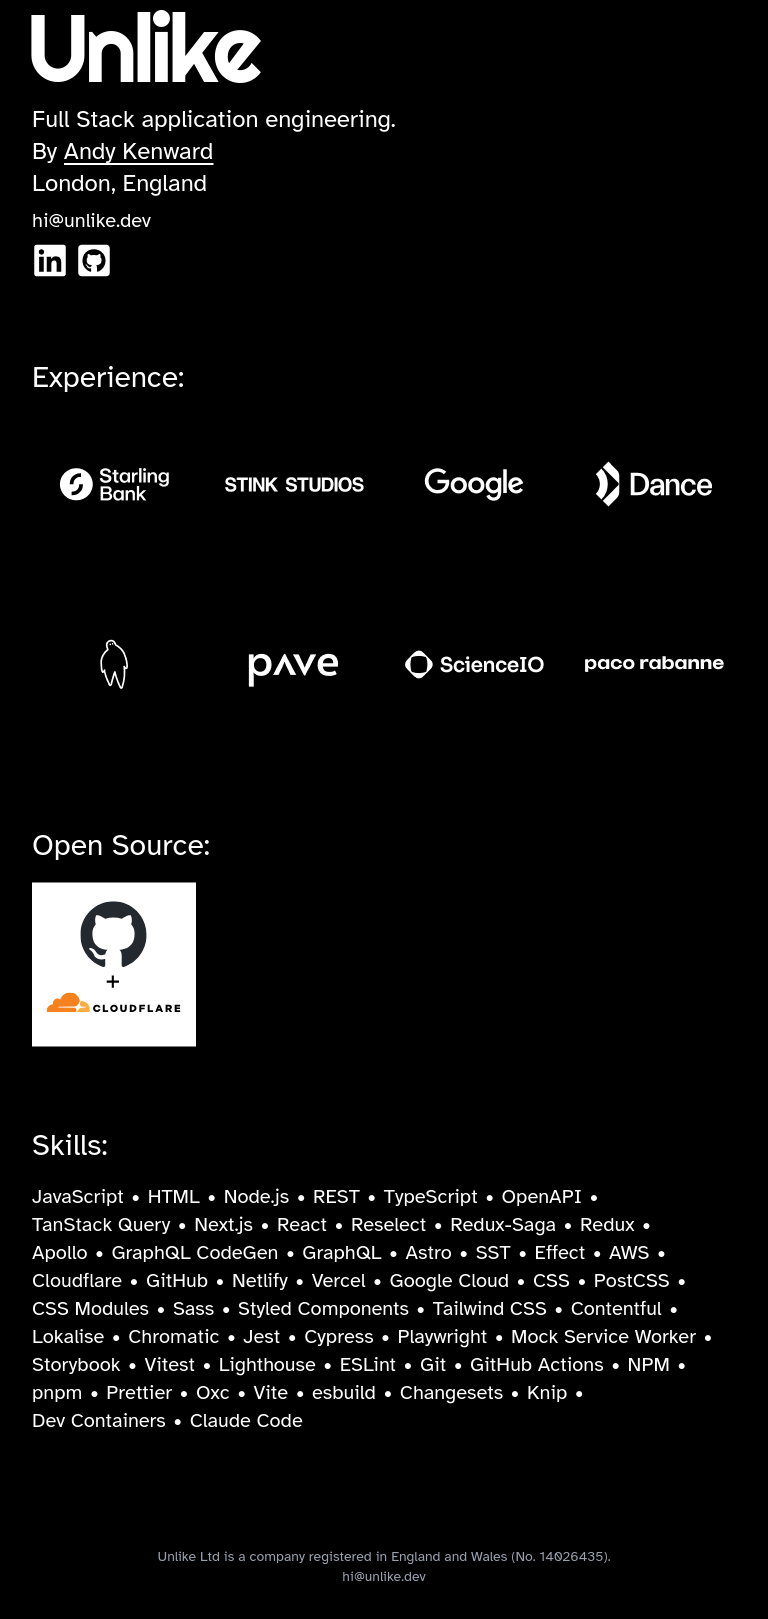 Unlike
Full Stack application engineering.
By Andy Kenward
London, England
hi@unlike.dev
in
Experience:
Starling Bank
STINK STUDIOS
Google
Dance
pave
ScienceIO
paco rabanne
Open Source:
+
CLOUDFLARE
Skills:
JavaScript • HTML • Node.js • REST • TypeScript • OpenAPI •
TanStack Query • Next.js • React • Reselect • Redux-Saga • Redux •
Apollo • GraphQL CodeGen • GraphQL • Astro • SST • Effect • AWS •
Cloudflare • GitHub • Netlify • Vercel • Google Cloud • CSS • PostCSS •
CSS Modules • Sass • Styled Components • Tailwind CSS • Contentful •
Lokalise • Chromatic • Jest • Cypress • Playwright • Mock Service Worker •
Storybook • Vitest • Lighthouse • ESLint • Git • GitHub Actions • NPM •
pnpm • Prettier • Oxc • Vite • esbuild • Changesets • Knip •
Dev Containers • Claude Code
Unlike Ltd is a company registered in England and Wales (No. 14026435).
hi@unlike.dev